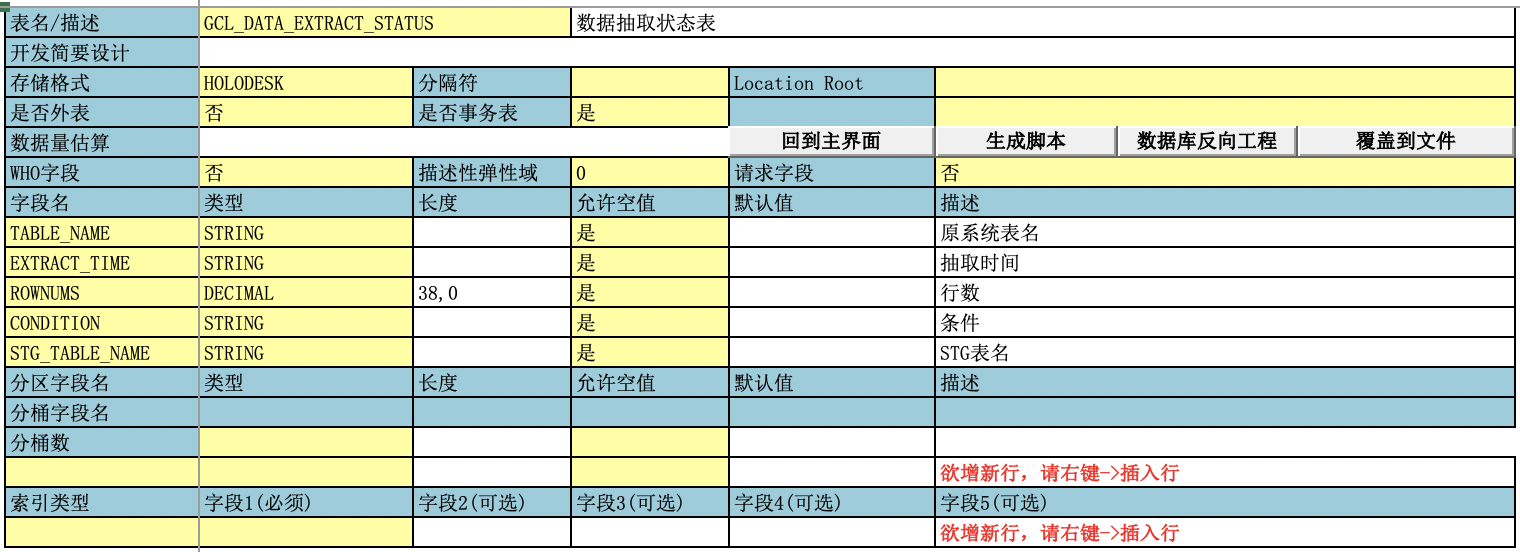 表名/描述 GCL_DATA_EXTRACT_STATUS 数据抽取状态表
开发简要设计
存储格式 HOLODESK 分隔符 Location Root
是否外表 否 是否事务表 是
数据量估算 回到主界面 生成脚本 数据库反向工程 覆盖到文件
WHO字段 否 描述性弹性域 0 请求字段 否
字段名 类型 长度 允许空值 默认值 描述
TABLE_NAME STRING 是 原系统表名
EXTRACT_TIME STRING 是 抽取时间
ROWNUMS DECIMAL 38,0 是 行数
CONDITION STRING 是 条件
STG_TABLE_NAME STRING 是 STG表名
分区字段名 类型 长度 允许空值 默认值 描述
分桶字段名
分桶数
欲增新行，请右键->插入行
索引类型 字段1(必须) 字段2(可选) 字段3(可选) 字段4(可选) 字段5(可选)
欲增新行，请右键->插入行